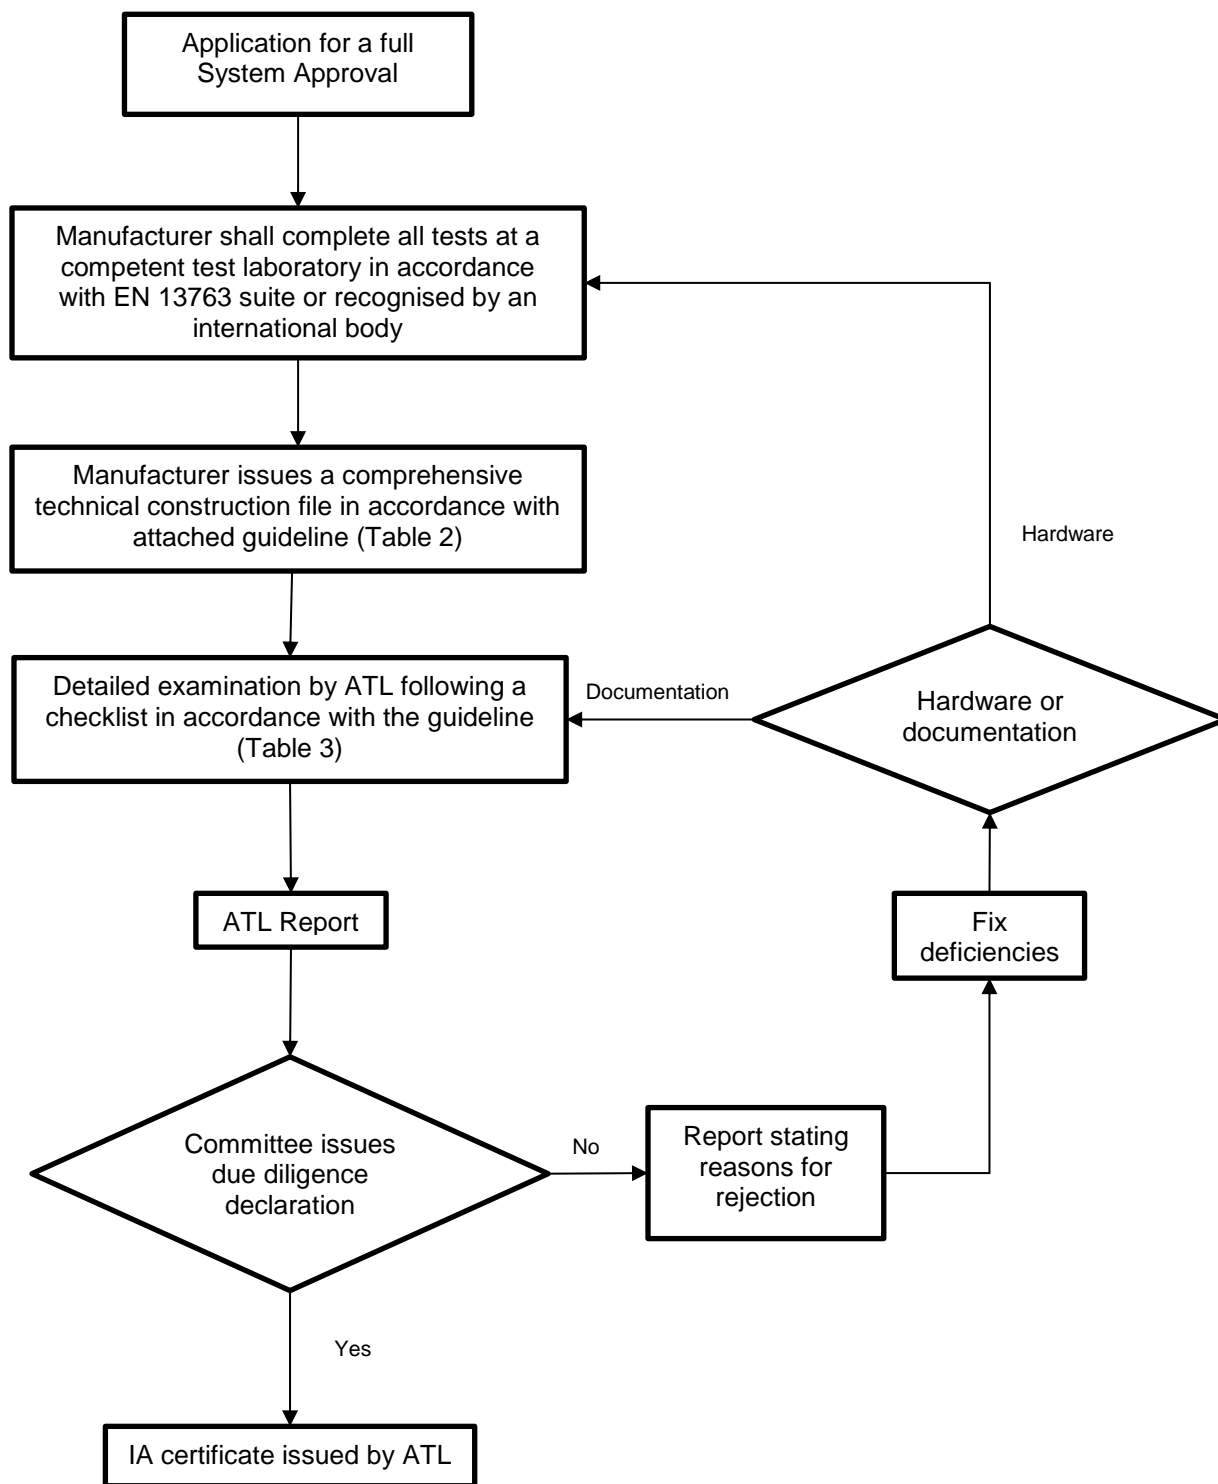 Application for a full
System Approval
Manufacturer shall complete all tests at a
competent test laboratory in accordance
with EN 13763 suite or recognised by an
international body
Manufacturer issues a comprehensive
technical construction file in accordance with
attached guideline (Table 2)
Hardware
Detailed examination by ATL following a
checklist in accordance with the guideline
(Table 3)
Documentation
Hardware or
documentation
ATL Report
Fix
deficiencies
Committee issues
due diligence
declaration
No
Report stating
reasons for
rejection
Yes
IA certificate issued by ATL